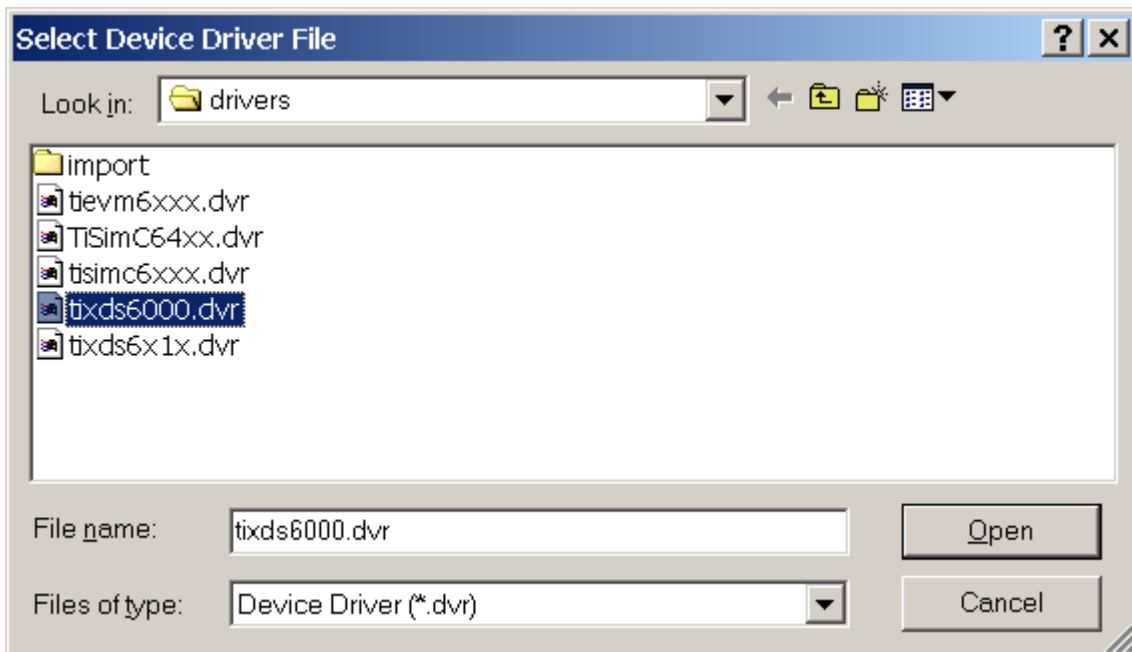 Select Device Driver File
Look in: drivers
import
tievm6xxx.dvr
TiSimC64xx.dvr
tisimc6xxx.dvr
tixds6000.dvr
tixds6x1x.dvr
File name: tixds6000.dvr Open
Files of type: Device Driver (*.dvr) Cancel